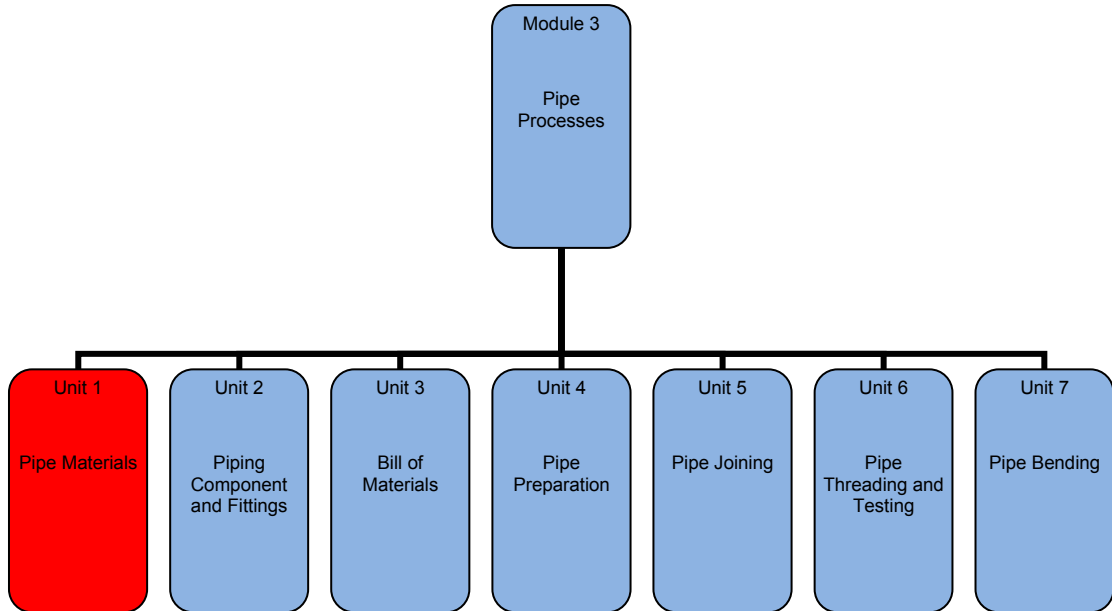 Module 3
Pipe
Processes
Unit 1
Pipe Materials
Unit 2
Piping
Component
and Fittings
Unit 3
Bill of
Materials
Unit 4
Pipe
Preparation
Unit 5
Pipe Joining
Unit 6
Pipe
Threading and
Testing
Unit 7
Pipe Bending